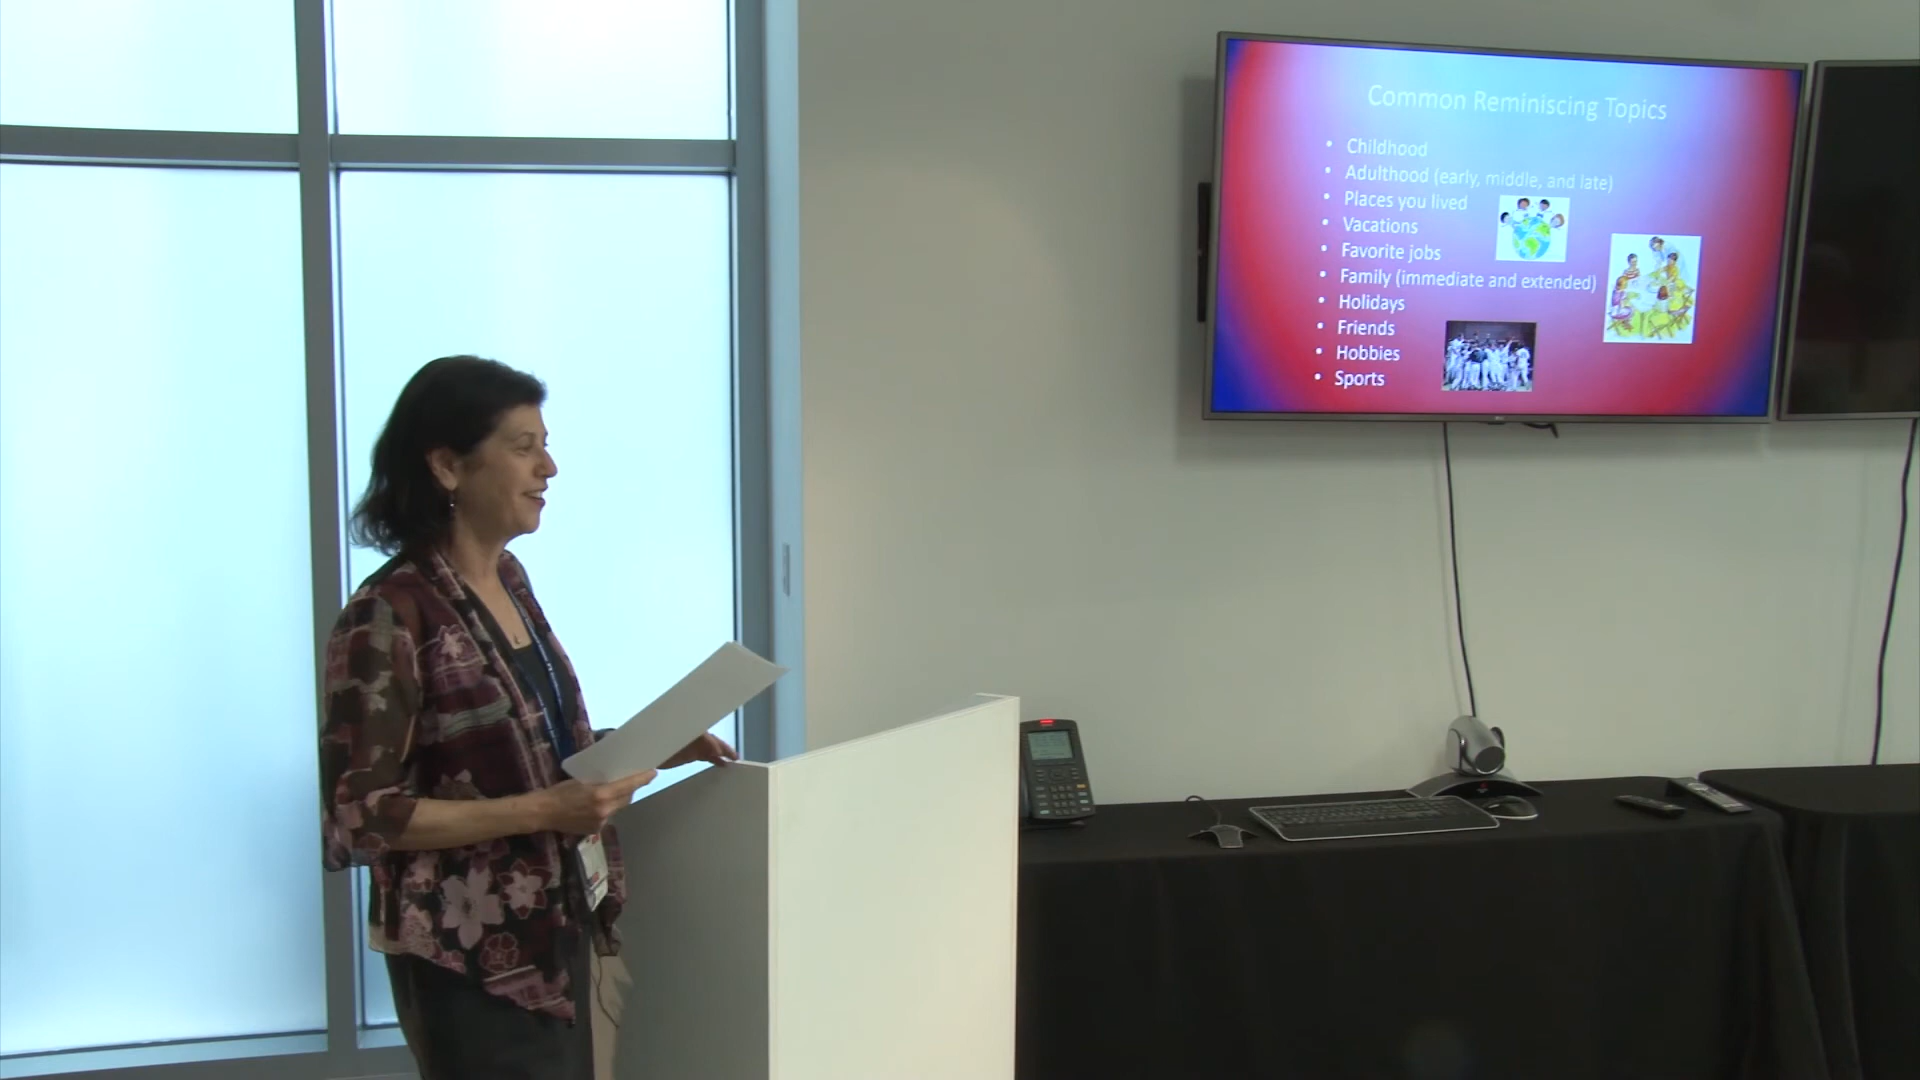 Common Reminiscing Topics
• Childhood
• Adulthood (early, middle, and late)
• Places you lived
• Vacations
• Favorite jobs
• Family (immediate and extended)
• Holidays
• Friends
• Hobbies
• Sports